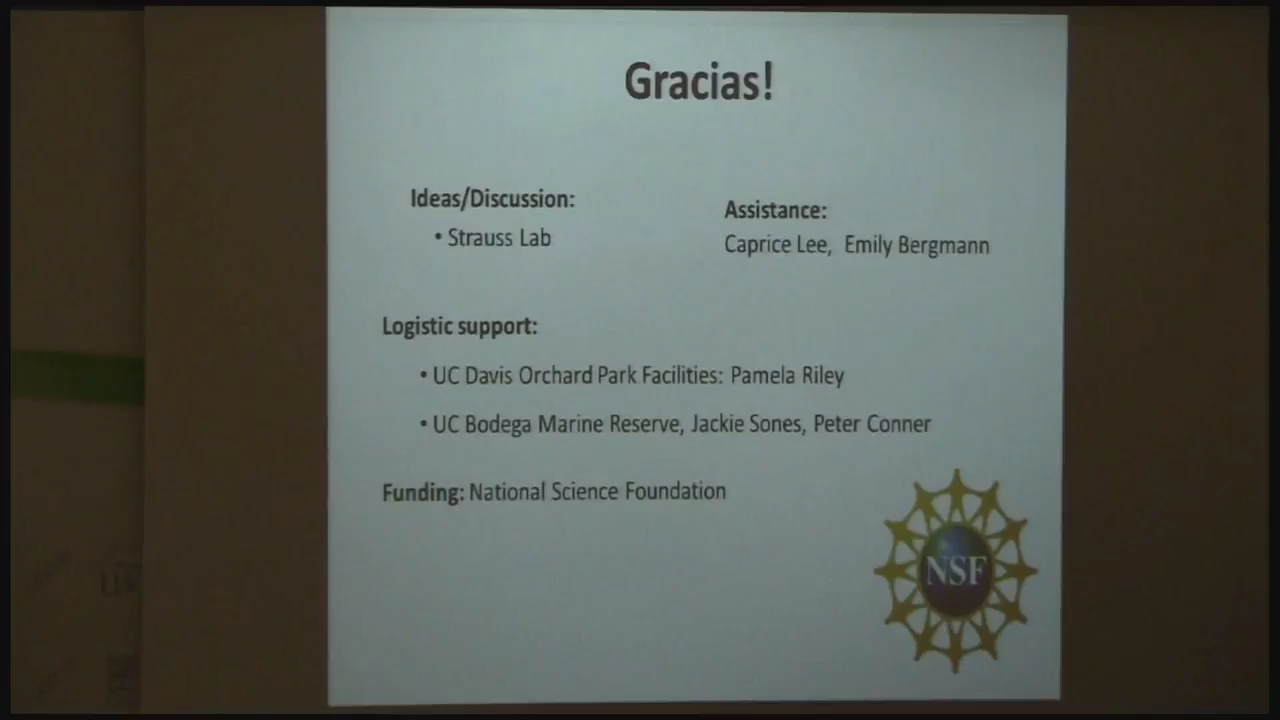 Gracias!
Ideas/Discussion:
• Strauss Lab
Assistance:
Caprice Lee, Emily Bergmann
Logistic support:
• UC Davis Orchard Park Facilities: Pamela Riley
• UC Bodega Marine Reserve, Jackie Sones, Peter Conner
Funding: National Science Foundation
NSF